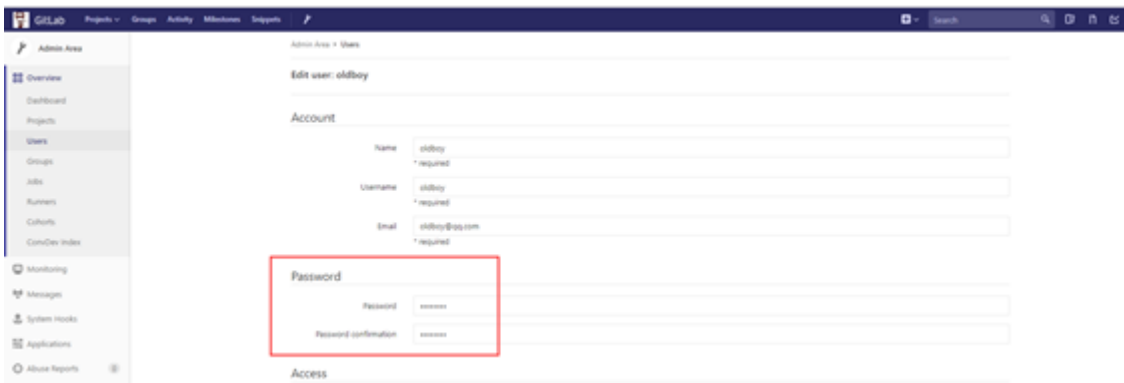 GitLab Projects Groups Activity Milestones Snippets Search
Admin Area
Overview
Dashboard
Projects
Users
Groups
Jobs
Runners
Cohorts
ConvDev Index
Monitoring
Messages
System Hooks
Applications
Abuse Reports 0
Admin Area > Users
Edit user: oldboy
Account
Name oldboy
* required
Username oldboy
* required
Email oldboy@qq.com
* required
Password
Password ••••••••
Password confirmation ••••••••
Access